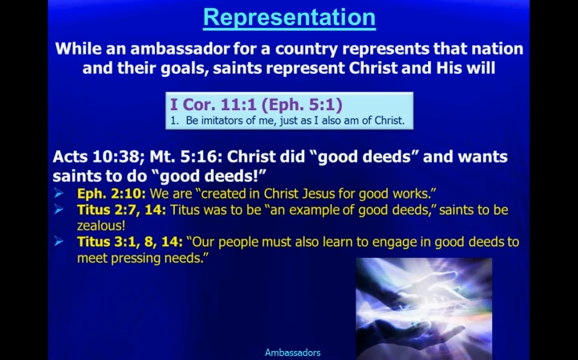 Representation
While an ambassador for a country represents that nation
and their goals, saints represent Christ and His will
I Cor. 11:1 (Eph. 5:1)
1. Be imitators of me, just as I also am of Christ.
Acts 10:38; Mt. 5:16: Christ did “good deeds” and wants
saints to do “good deeds!”
Eph. 2:10: We are “created in Christ Jesus for good works.”
Titus 2:7, 14: Titus was to be “an example of good deeds,” saints to be
zealous!
Titus 3:1, 8, 14: “Our people must also learn to engage in good deeds to
meet pressing needs.”
Ambassadors